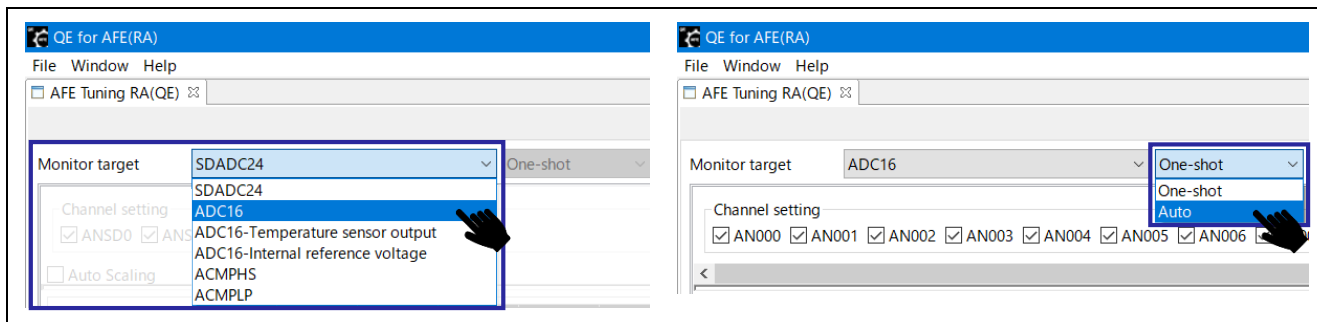 QE for AFE(RA)
File Window Help
AFE Tuning RA(QE)
Monitor target SDADC24 One-shot
SDADC24
Channel setting ADC16
ANSD0 ADC16-Temperature sensor output
ADC16-Internal reference voltage
Auto Scaling ACMPHS
ACMPLP
QE for AFE(RA)
File Window Help
AFE Tuning RA(QE)
Monitor target ADC16 One-shot
One-shot
Channel setting Auto
AN000 AN001 AN002 AN003 AN004 AN005 AN006